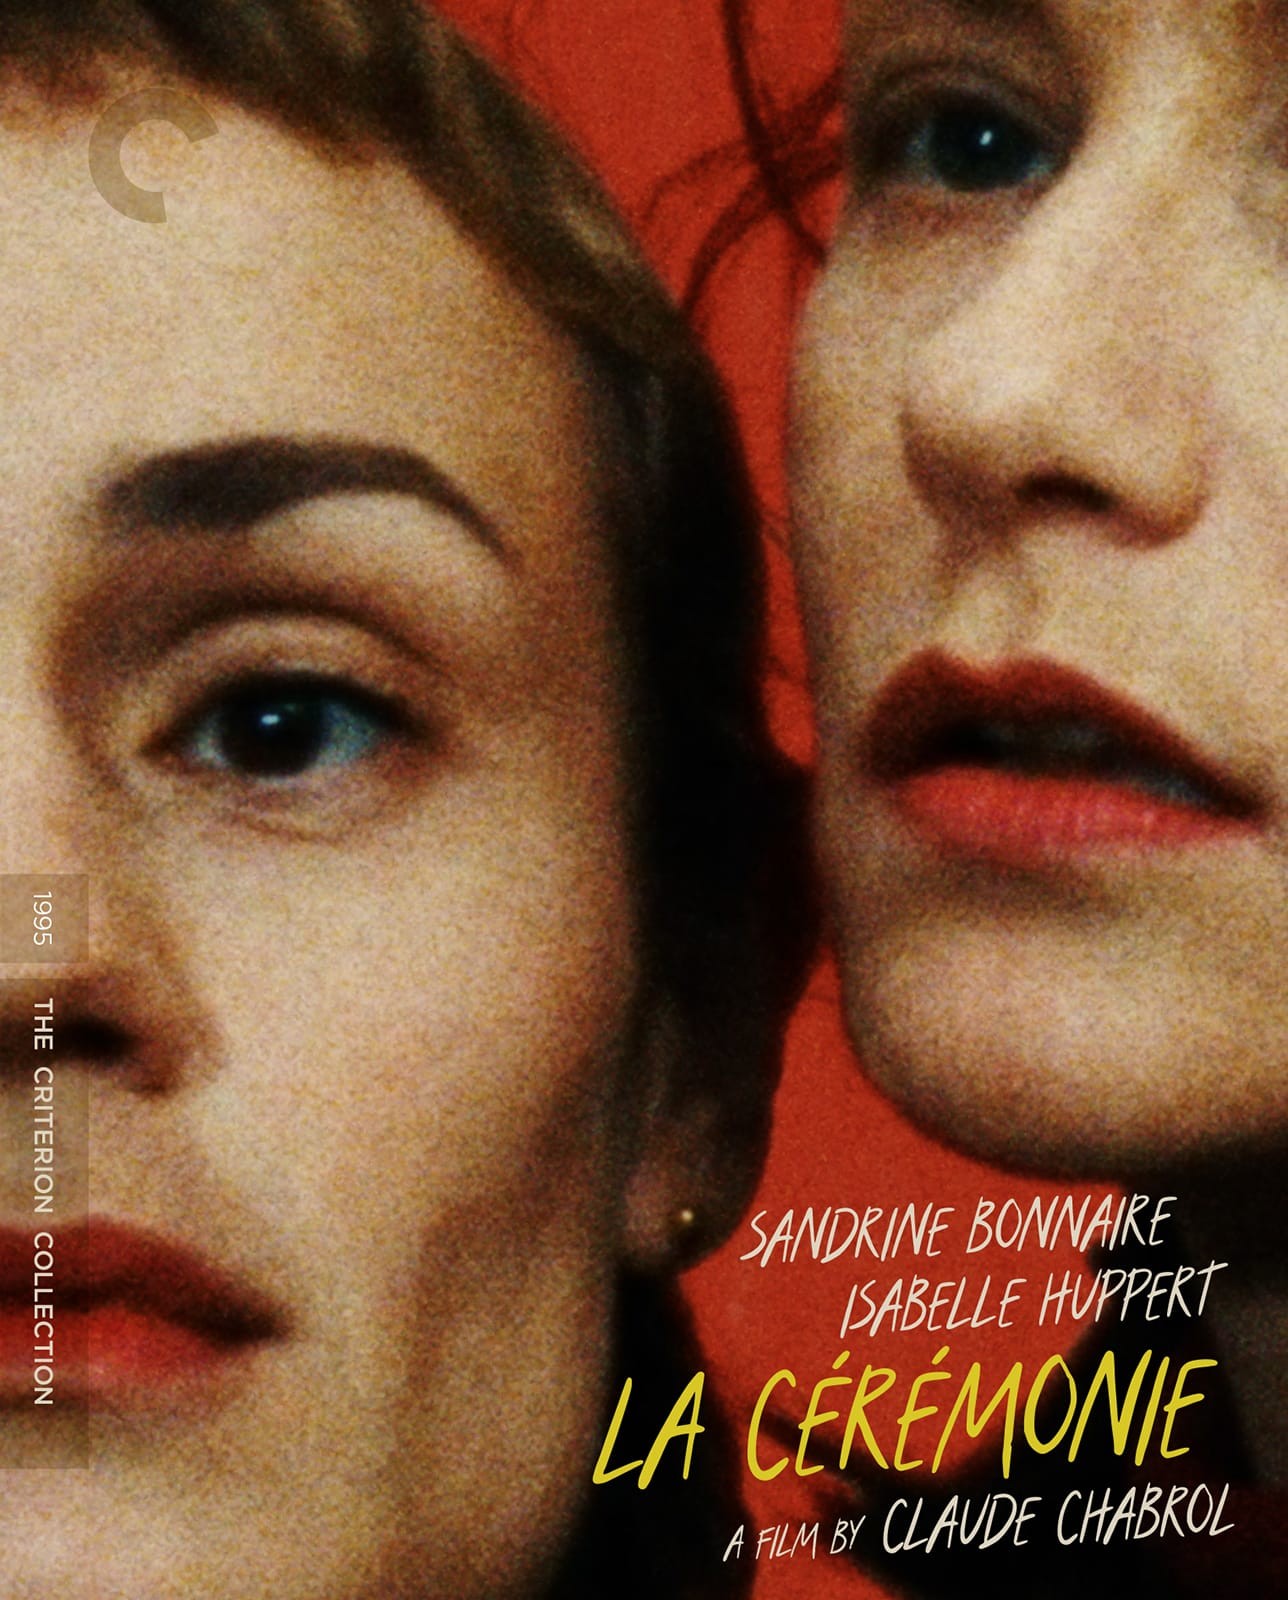 1995
THE CRITERION COLLECTION
SANDRINE BONNAIRE
ISABELLE HUPPERT
LA CÉRÉMONIE
A FILM BY CLAUDE CHABROL